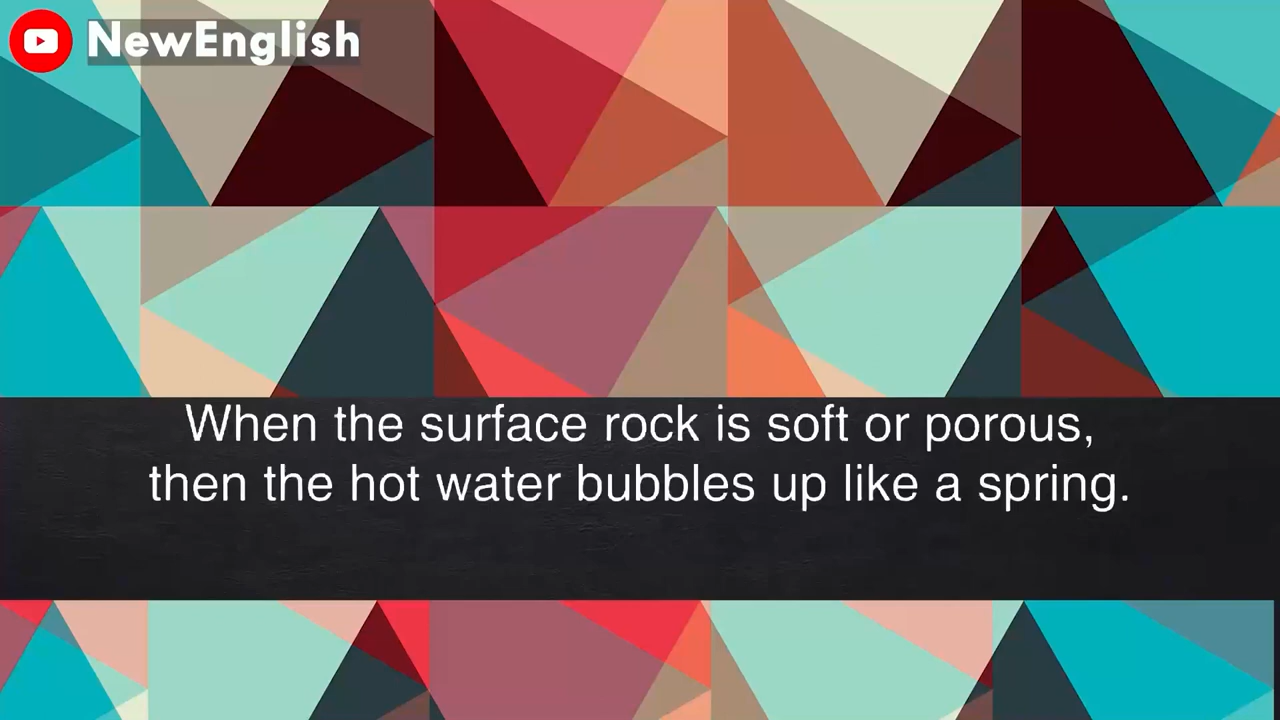 NewEnglish
When the surface rock is soft or porous,
then the hot water bubbles up like a spring.